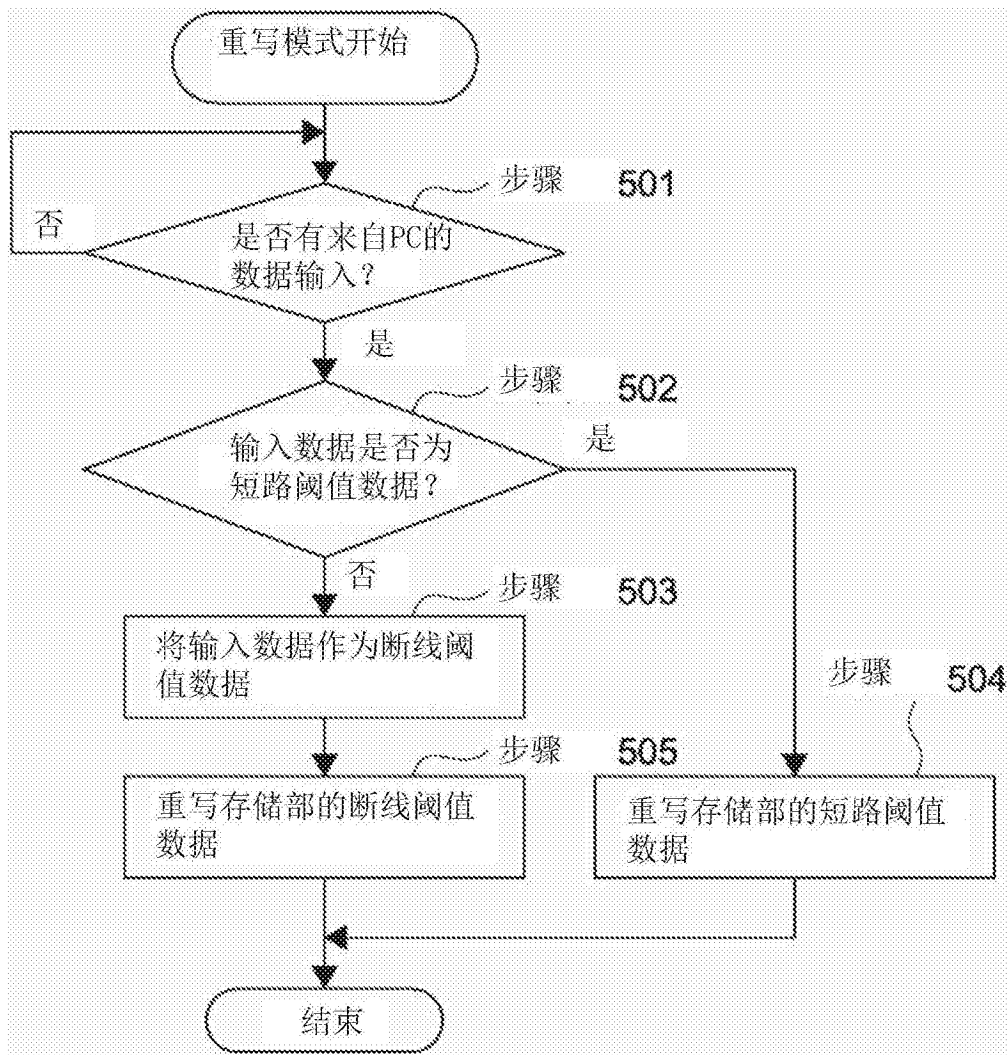 重写模式开始
步骤 501
否
是否有来自PC的
数据输入?
是
步骤 502
输入数据是否为
短路阈值数据?
是
否
步骤 503
将输入数据作为断线阈
值数据
步骤 504
步骤 505
重写存储部的断线阈值
数据
重写存储部的短路阈值
数据
结束